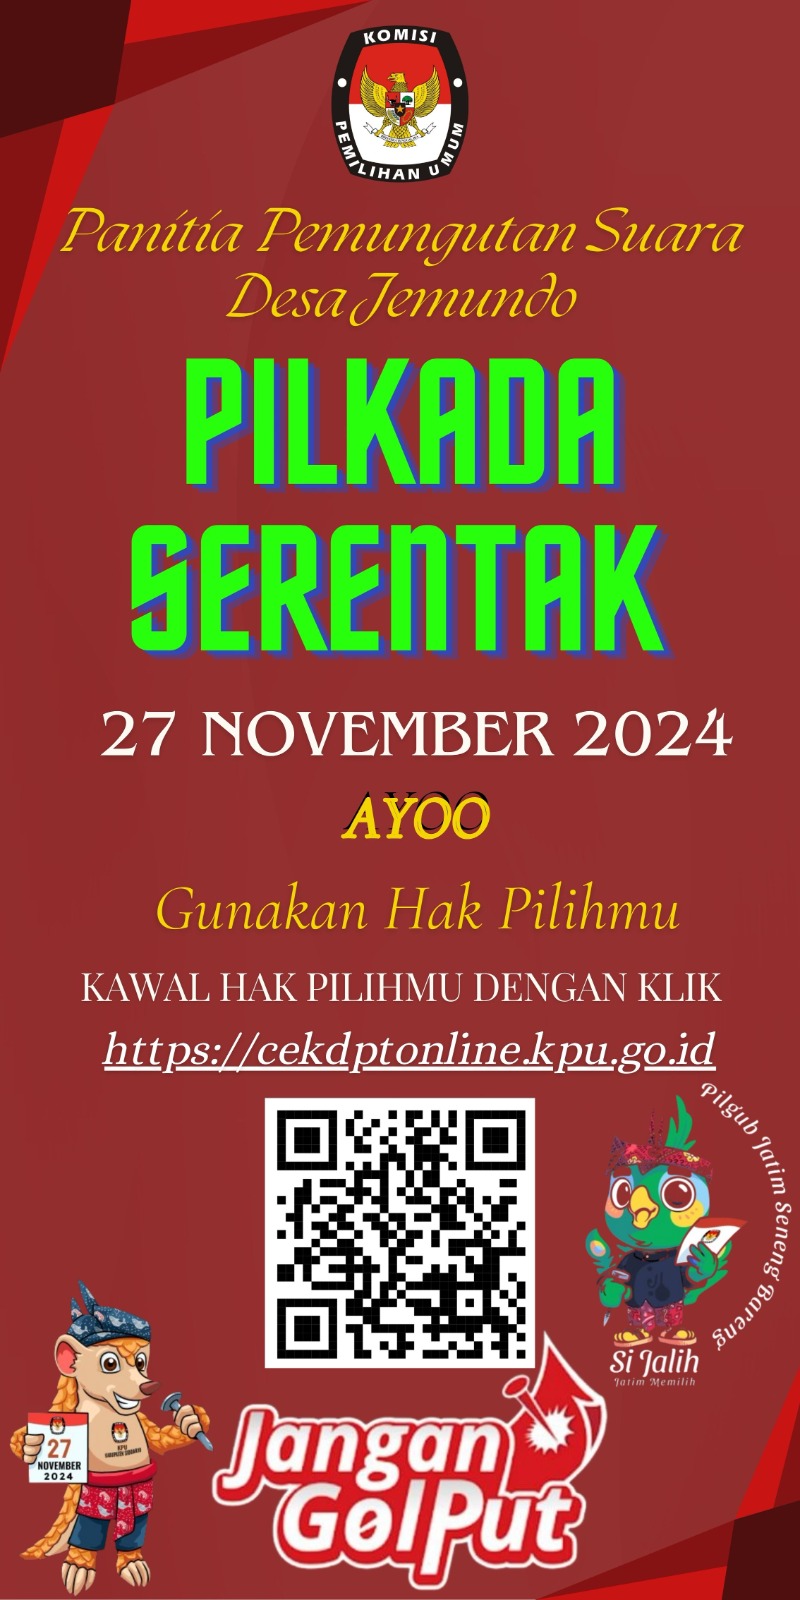 KOMISI
PEMILIHAN UMUM
Panitia Pemungutan Suara
Desa Jemundo
PILKADA
SERENTAK
27 NOVEMBER 2024
AYOO
Gunakan Hak Pilihmu
KAWAL HAK PILIHMU DENGAN KLIK
https://cekdptonline.kpu.go.id
Pilgub Jatim Seneng Bareng
Si Jalih
Jatim Memilih
27
NOVEMBER
2024
KPU
Jangan
GolPut